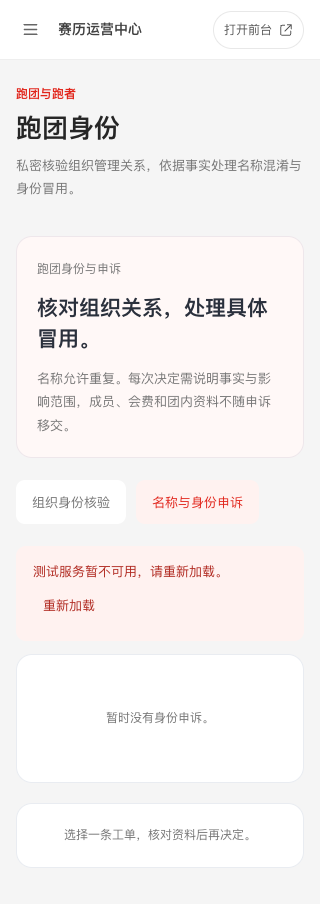 赛历运营中心
打开前台
跑团与跑者
跑团身份
私密核验组织管理关系，依据事实处理名称混淆与
身份冒用。
跑团身份与申诉
核对组织关系，处理具体
冒用。
名称允许重复。每次决定需说明事实与影
响范围，成员、会费和团内资料不随申诉
移交。
组织身份核验
名称与身份申诉
测试服务暂不可用，请重新加载。
重新加载
暂时没有身份申诉。
选择一条工单，核对资料后再决定。